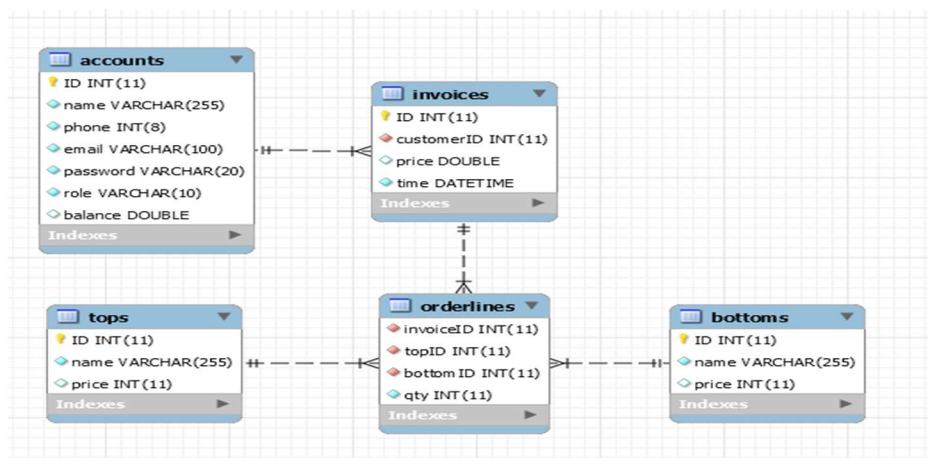 accounts
ID INT(11)
name VARCHAR(255)
phone INT(8)
email VARCHAR(100)
password VARCHAR(20)
role VARCHAR(10)
balance DOUBLE
Indexes
invoices
ID INT(11)
customerID INT(11)
price DOUBLE
time DATETIME
Indexes
tops
ID INT(11)
name VARCHAR(255)
price INT(11)
Indexes
orderlines
invoiceID INT(11)
topID INT(11)
bottomID INT(11)
qty INT(11)
Indexes
bottoms
ID INT(11)
name VARCHAR(255)
price INT(11)
Indexes